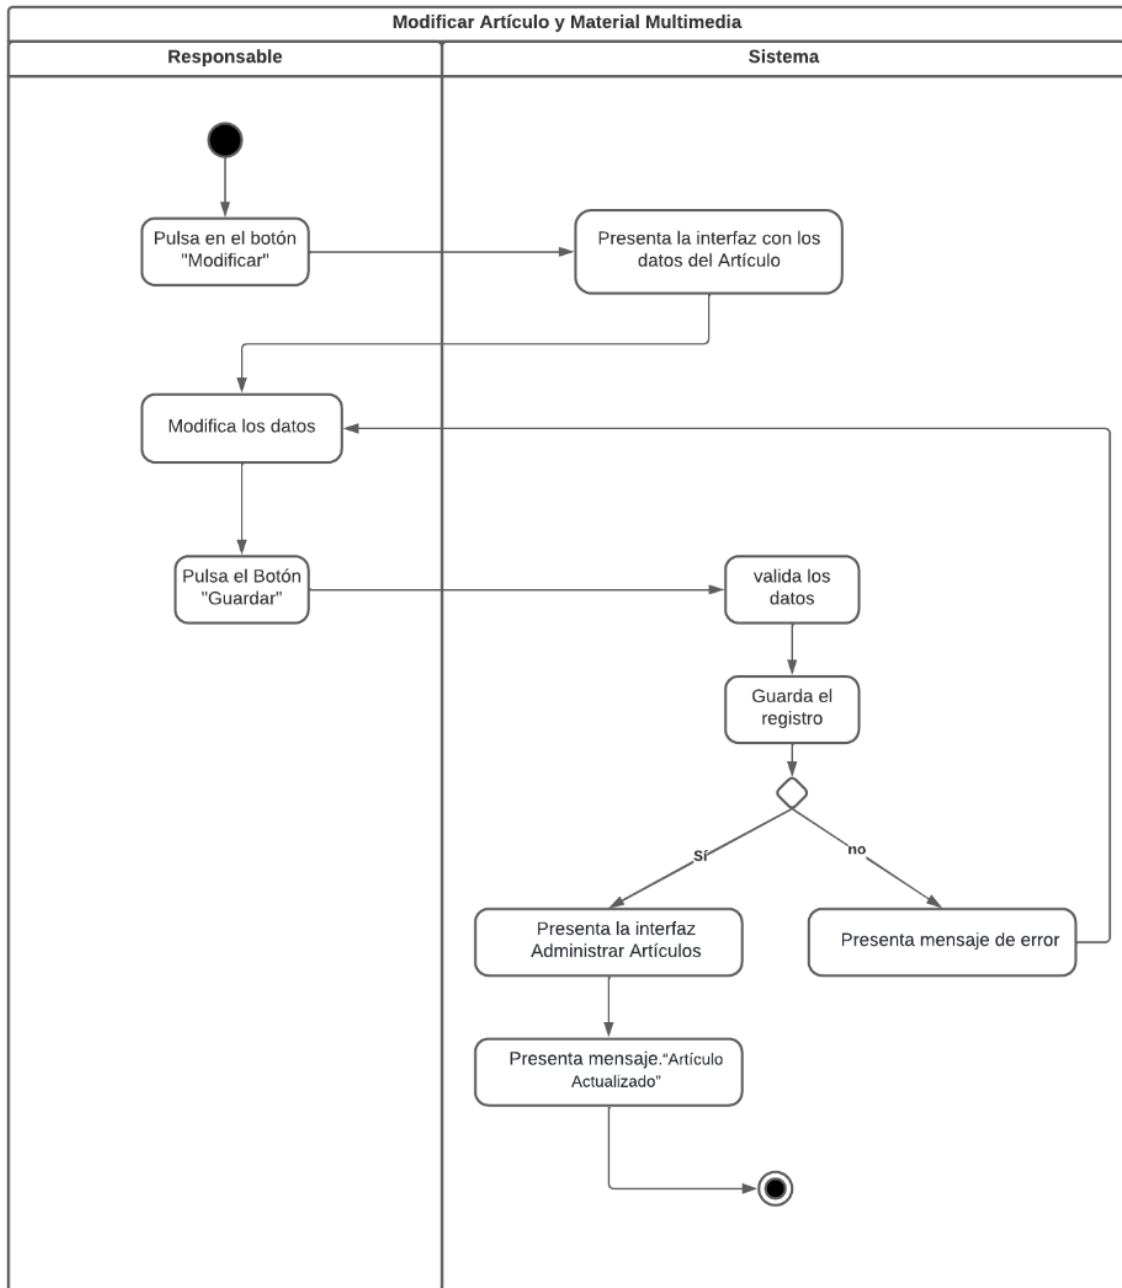 Modificar Artículo y Material Multimedia
Responsable
Sistema
Pulsa en el botón
"Modificar"
Presenta la interfaz con los
datos del Artículo
Modifica los datos
Pulsa el Botón
"Guardar"
valida los
datos
Guarda el
registro
Sí
no
Presenta la interfaz
Administrar Artículos
Presenta mensaje de error
Presenta mensaje.“Artículo
Actualizado”